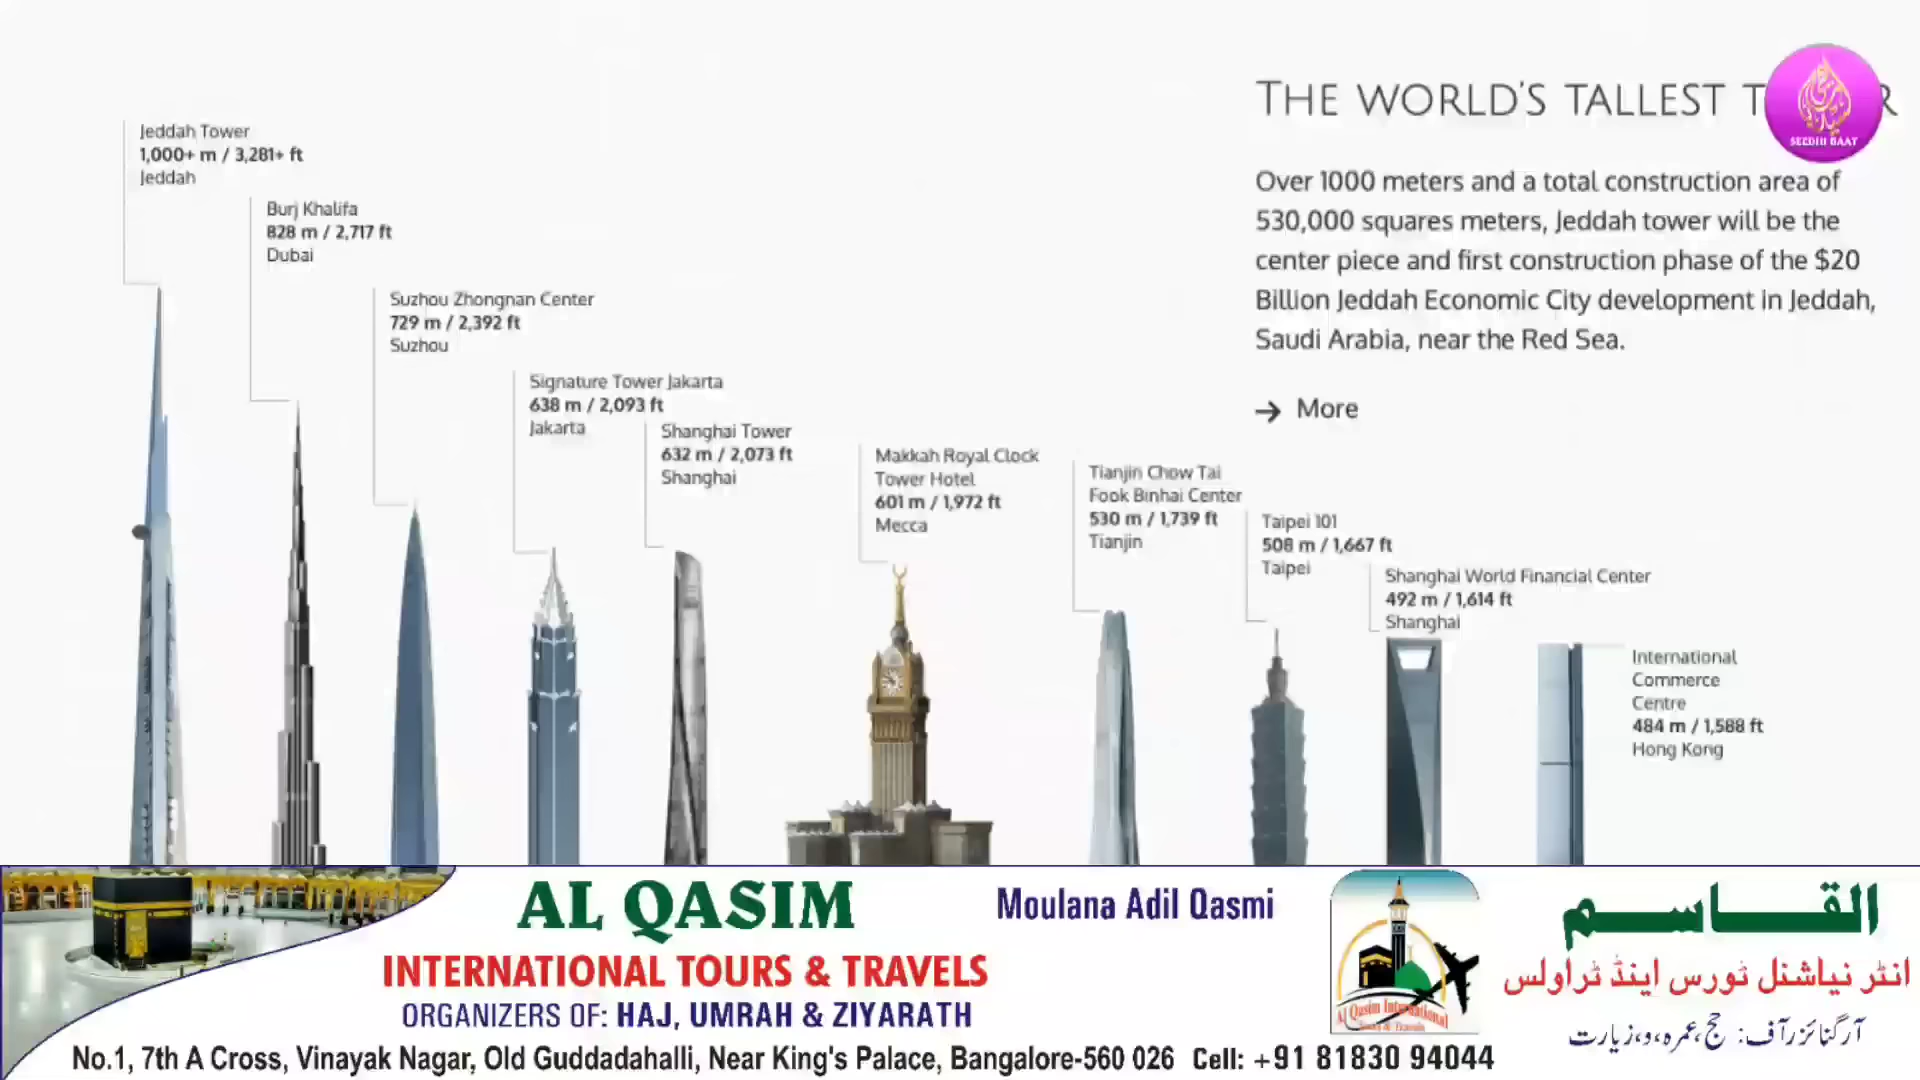 THE WORLD'S TALLEST T R
SEEDHI BAAT
Over 1000 meters and a total construction area of
530,000 squares meters, Jeddah tower will be the
center piece and first construction phase of the $20
Billion Jeddah Economic City development in Jeddah,
Saudi Arabia, near the Red Sea.
→ More
Jeddah Tower
1,000+ m / 3,281+ ft
Jeddah
Burj Khalifa
828 m / 2,717 ft
Dubai
Suzhou Zhongnan Center
729 m / 2,392 ft
Suzhou
Signature Tower Jakarta
638 m / 2,093 ft
Jakarta
Shanghai Tower
632 m / 2,073 ft
Shanghai
Makkah Royal Clock
Tower Hotel
601 m / 1,972 ft
Mecca
Tianjin Chow Tai
Fook Binhai Center
530 m / 1,739 ft
Tianjin
Taipei 101
508 m / 1,667 ft
Taipei
Shanghai World Financial Center
492 m / 1,614 ft
Shanghai
International
Commerce
Centre
484 m / 1,588 ft
Hong Kong
AL QASIM
Moulana Adil Qasmi
INTERNATIONAL TOURS & TRAVELS
ORGANIZERS OF: HAJ, UMRAH & ZIYARATH
No.1, 7th A Cross, Vinayak Nagar, Old Guddadahalli, Near King's Palace, Bangalore-560 026 Cell: +91 81830 94044
Al Qasim International
القاسم
انٹرنیاشنل ٹورس اینڈ ٹراولس
آرگنائزرآف: حج،عمرہ،و،زیارت